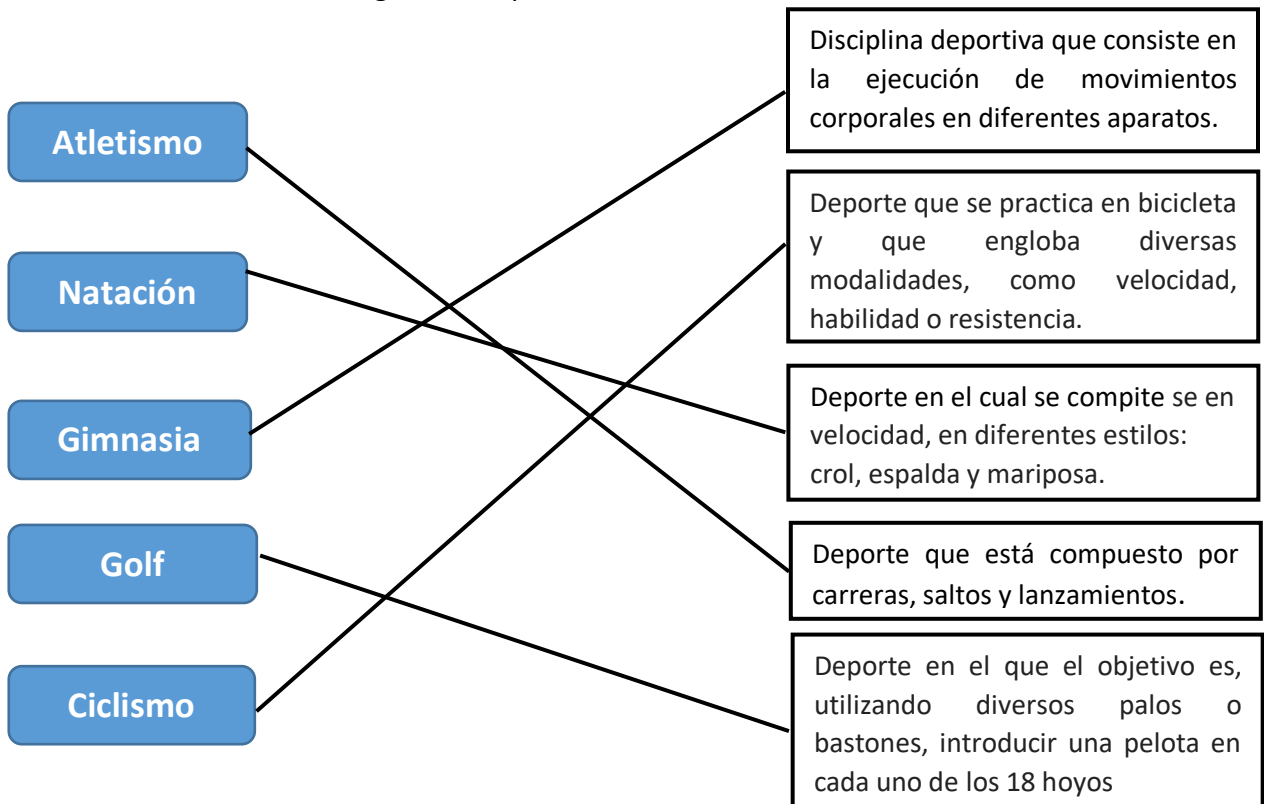 Atletismo
Natación
Gimnasia
Golf
Ciclismo
Disciplina deportiva que consiste en
la ejecución de movimientos
corporales en diferentes aparatos.
Deporte que se practica en bicicleta
y que engloba diversas
modalidades, como velocidad,
habilidad o resistencia.
Deporte en el cual se compite se en
velocidad, en diferentes estilos:
crol, espalda y mariposa.
Deporte que está compuesto por
carreras, saltos y lanzamientos.
Deporte en el que el objetivo es,
utilizando diversos palos o
bastones, introducir una pelota en
cada uno de los 18 hoyos